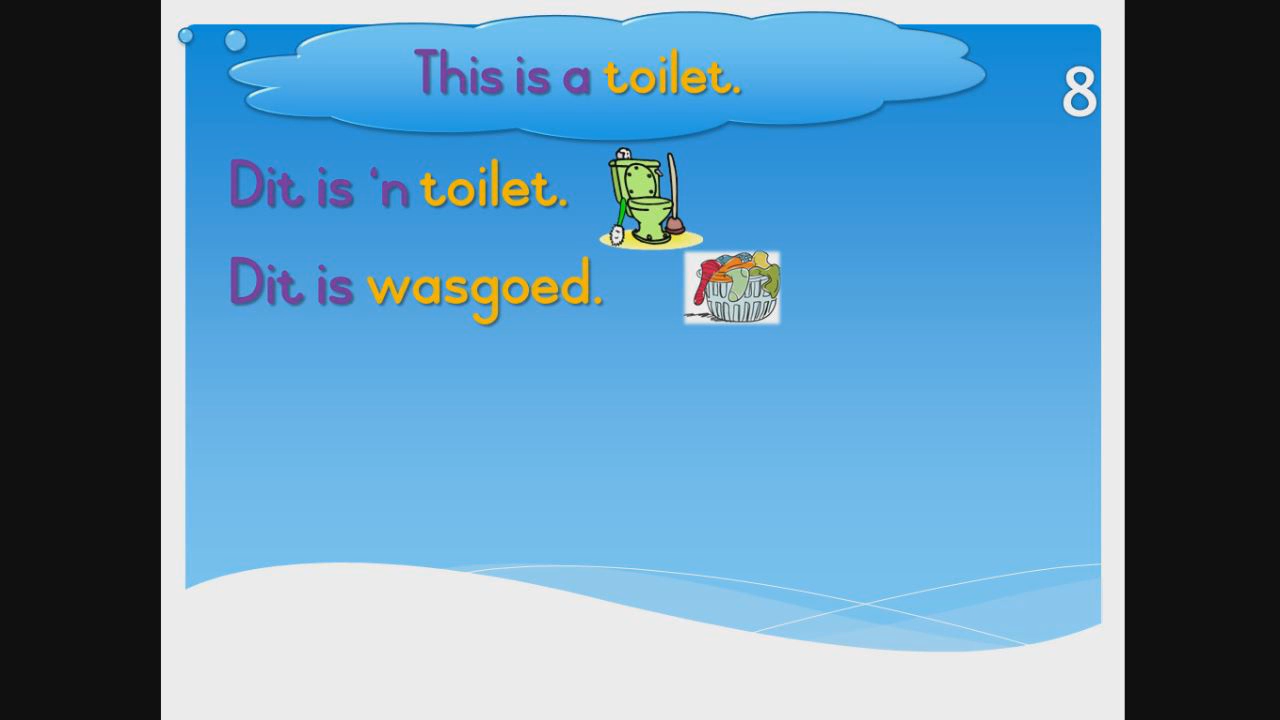 This is a toilet.
8
Dit is 'n toilet.
Dit is wasgoed.